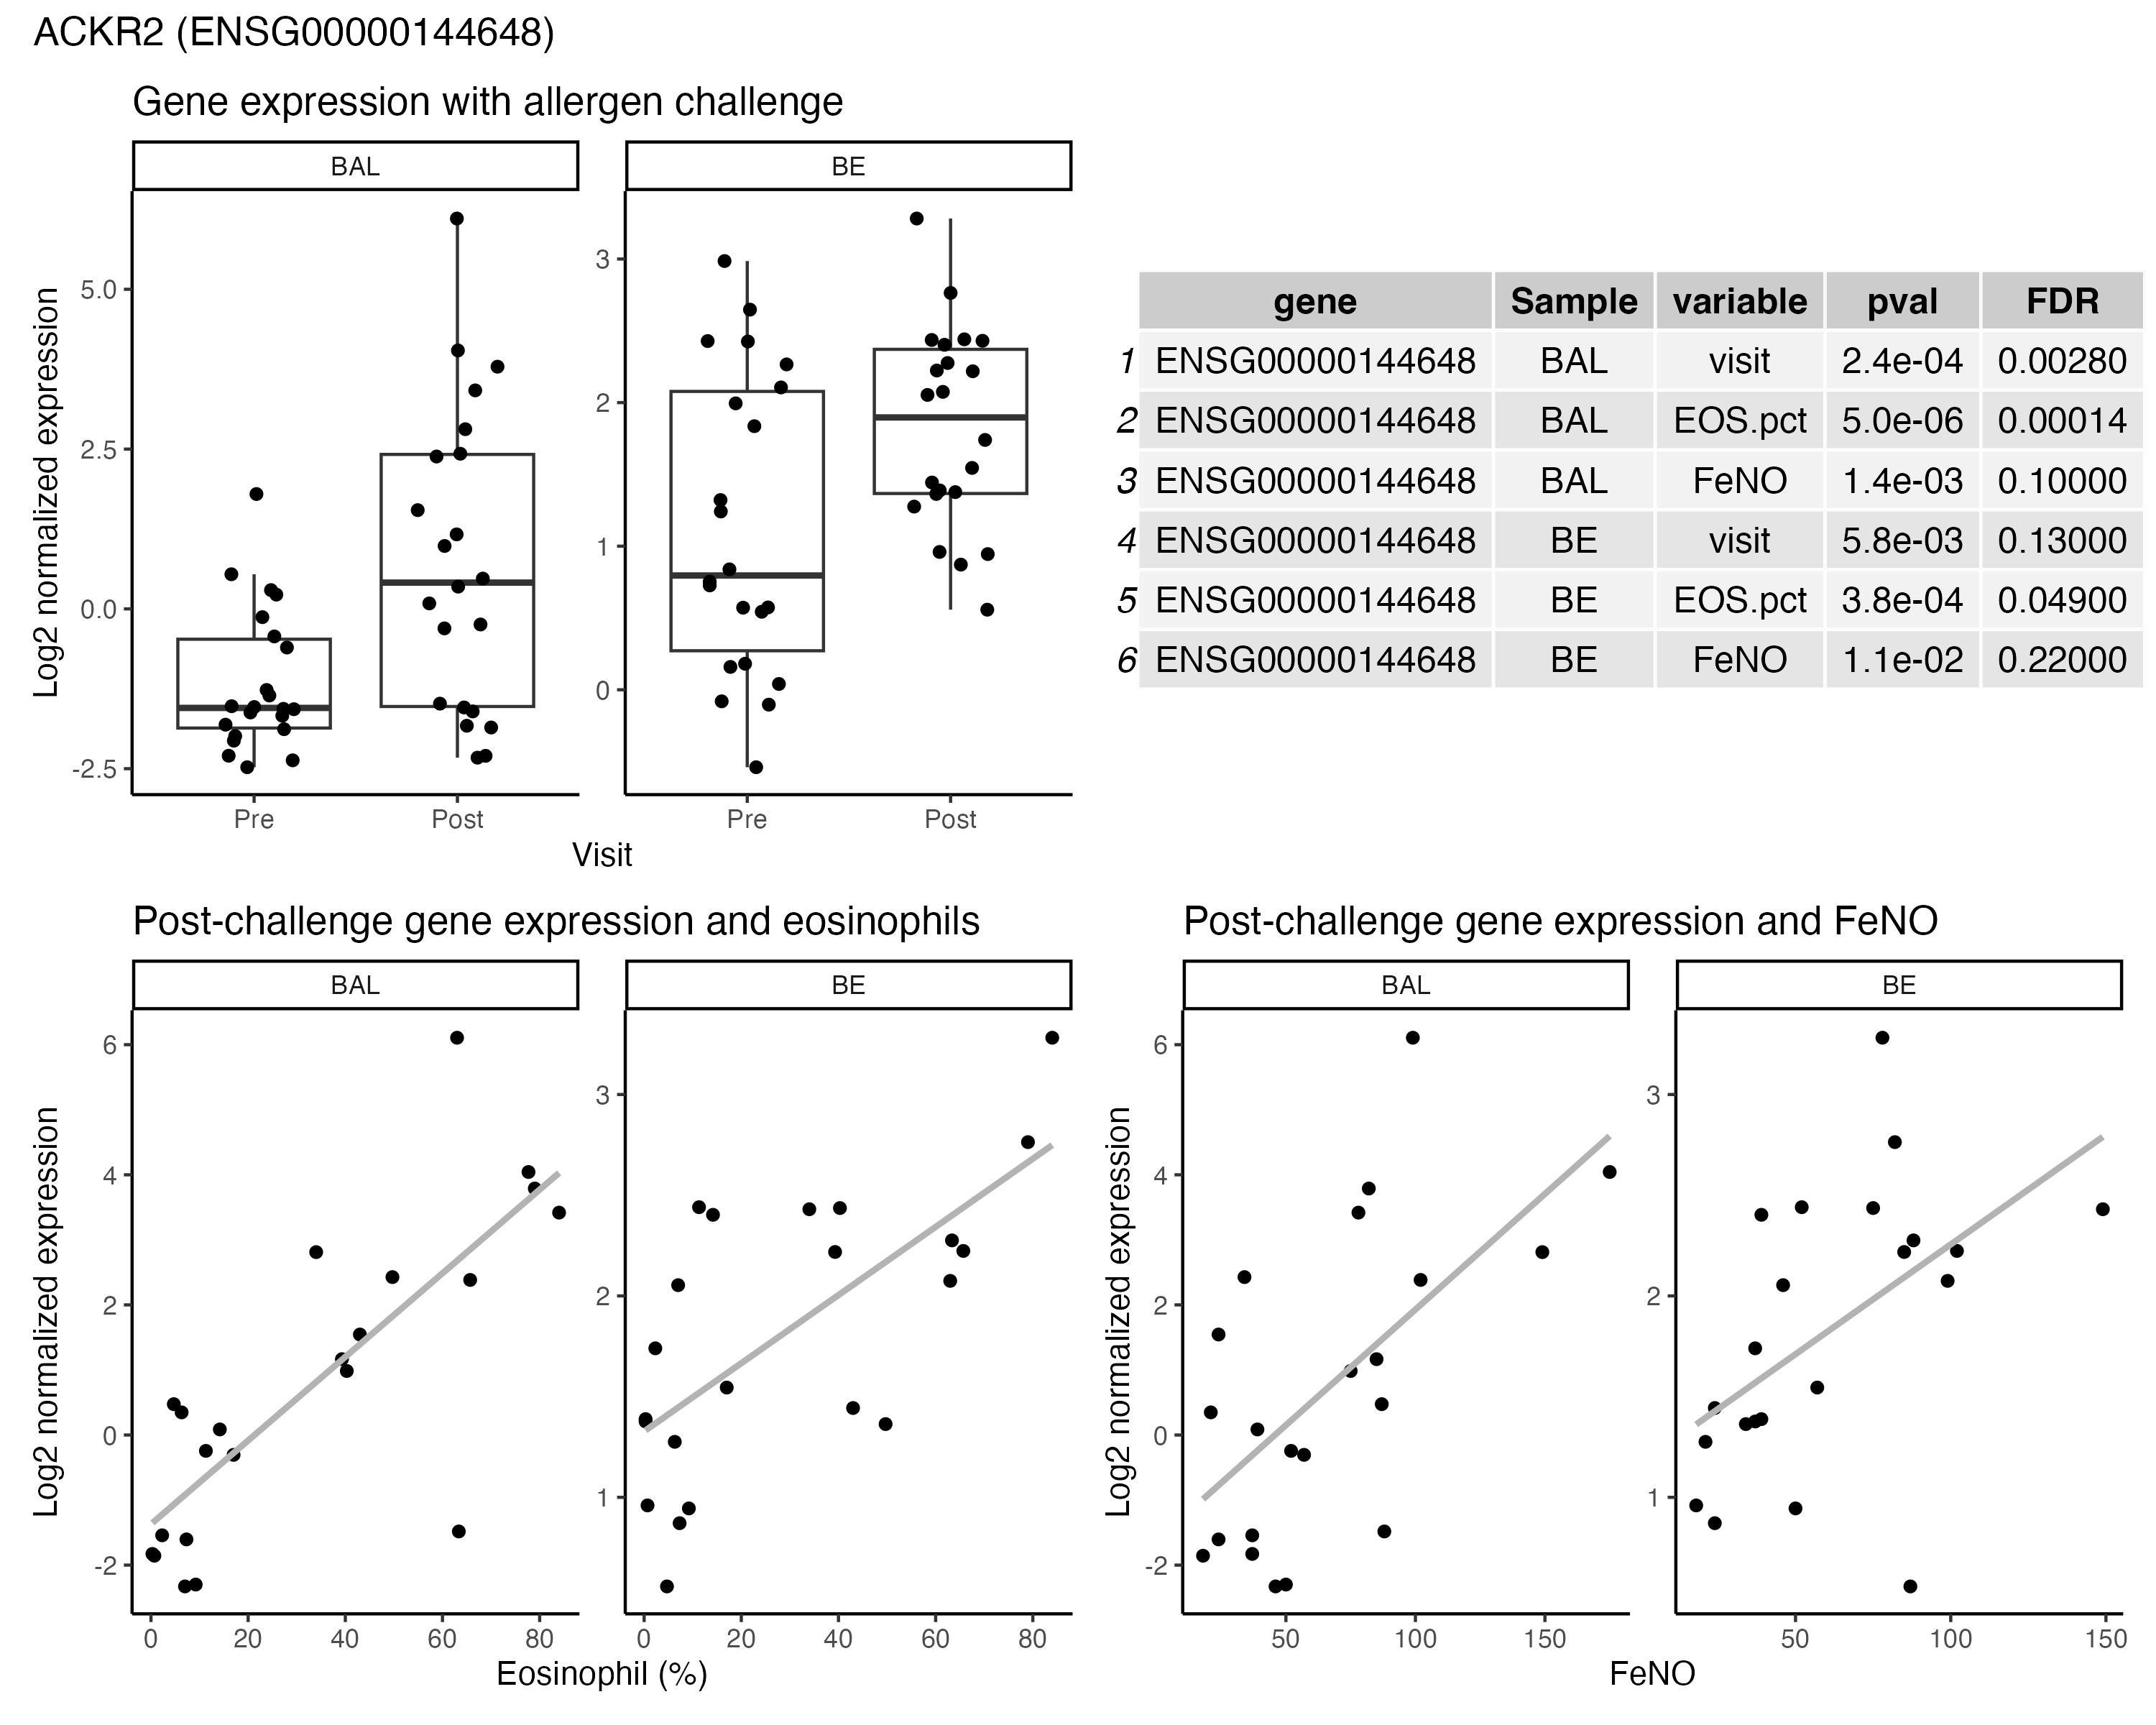 ACKR2 (ENSG00000144648)
Gene expression with allergen challenge
BAL
BE
Log2 normalized expression
5.0
2.5
0.0
-2.5
3
2
1
0
Pre
Post
Pre
Post
Visit
gene Sample variable pval FDR
1 ENSG00000144648 BAL visit 2.4e-04 0.00280
2 ENSG00000144648 BAL EOS.pct 5.0e-06 0.00014
3 ENSG00000144648 BAL FeNO 1.4e-03 0.10000
4 ENSG00000144648 BE visit 5.8e-03 0.13000
5 ENSG00000144648 BE EOS.pct 3.8e-04 0.04900
6 ENSG00000144648 BE FeNO 1.1e-02 0.22000
Post-challenge gene expression and eosinophils
BAL
BE
Log2 normalized expression
6
4
2
0
-2
3
2
1
0 20 40 60 80
0 20 40 60 80
Eosinophil (%)
Post-challenge gene expression and FeNO
BAL
BE
Log2 normalized expression
6
4
2
0
-2
3
2
1
50 100 150
50 100 150
FeNO